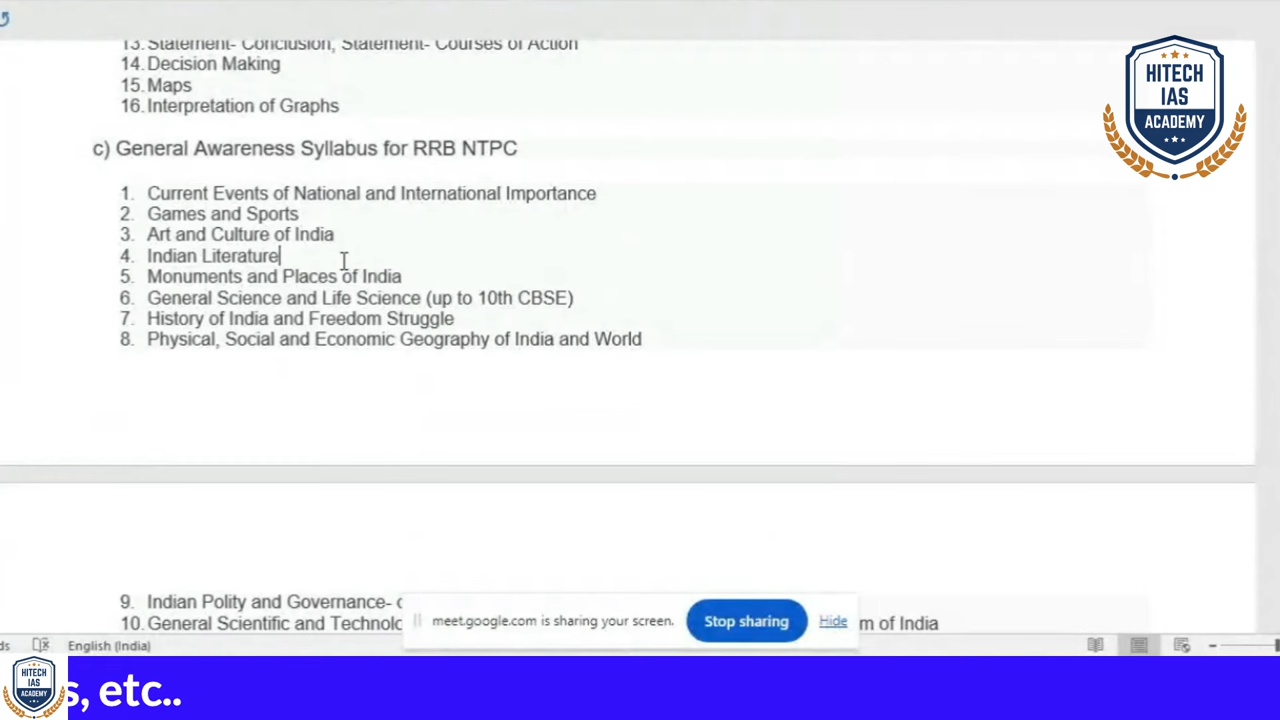 13. Statement- Conclusion, Statement- Courses of Action
14. Decision Making
15. Maps
16. Interpretation of Graphs
c) General Awareness Syllabus for RRB NTPC
1. Current Events of National and International Importance
2. Games and Sports
3. Art and Culture of India
4. Indian Literature
5. Monuments and Places of India
6. General Science and Life Science (up to 10th CBSE)
7. History of India and Freedom Struggle
8. Physical, Social and Economic Geography of India and World
HITECH
IAS
ACADEMY
9. Indian Polity and Governance-
10. General Scientific and
of India
meet.google.com is sharing your screen.
Stop sharing
Hide
English (India)
HITECH
IAS
ACADEMY
etc..